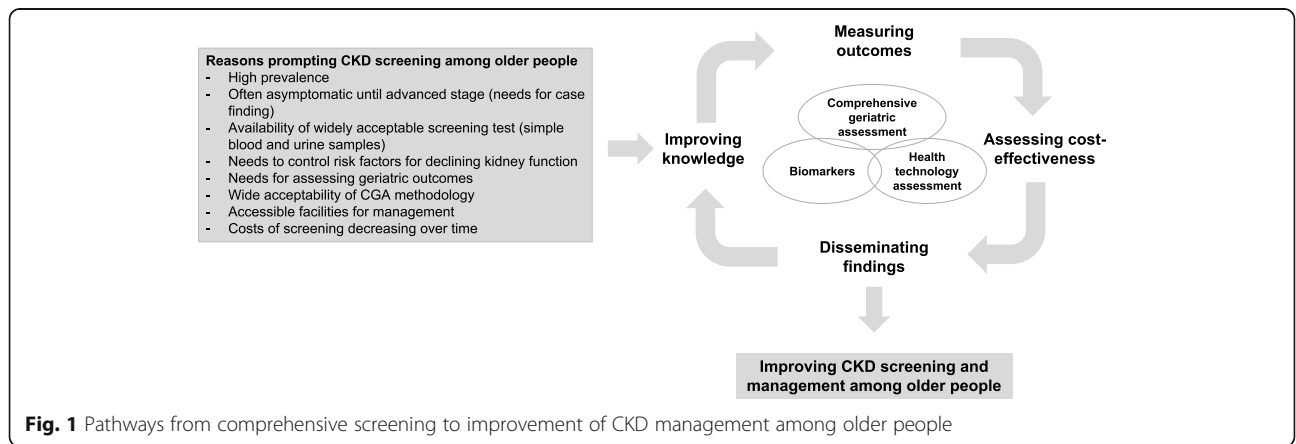 Reasons prompting CKD screening among older people
- High prevalence
- Often asymptomatic until advanced stage (needs for case
finding)
- Availability of widely acceptable screening test (simple
blood and urine samples)
- Needs to control risk factors for declining kidney function
- Needs for assessing geriatric outcomes
- Wide acceptability of CGA methodology
- Accessible facilities for management
- Costs of screening decreasing over time
Improving
knowledge
Measuring
outcomes
Comprehensive
geriatric
assessment
Biomarkers
Health
technology
assessment
Assessing cost-
effectiveness
Disseminating
findings
Improving CKD screening and
management among older people
Fig. 1 Pathways from comprehensive screening to improvement of CKD management among older people